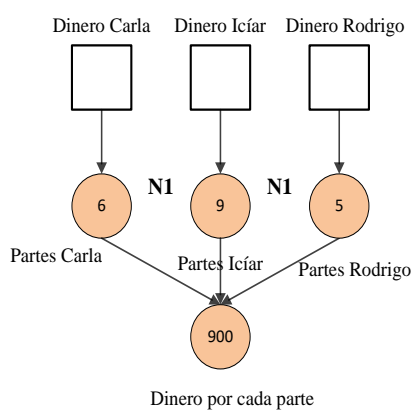 Dinero Carla Dinero Icíar Dinero Rodrigo
6 N1 9 N1 5
Partes Carla Partes Icíar Partes Rodrigo
900
Dinero por cada parte